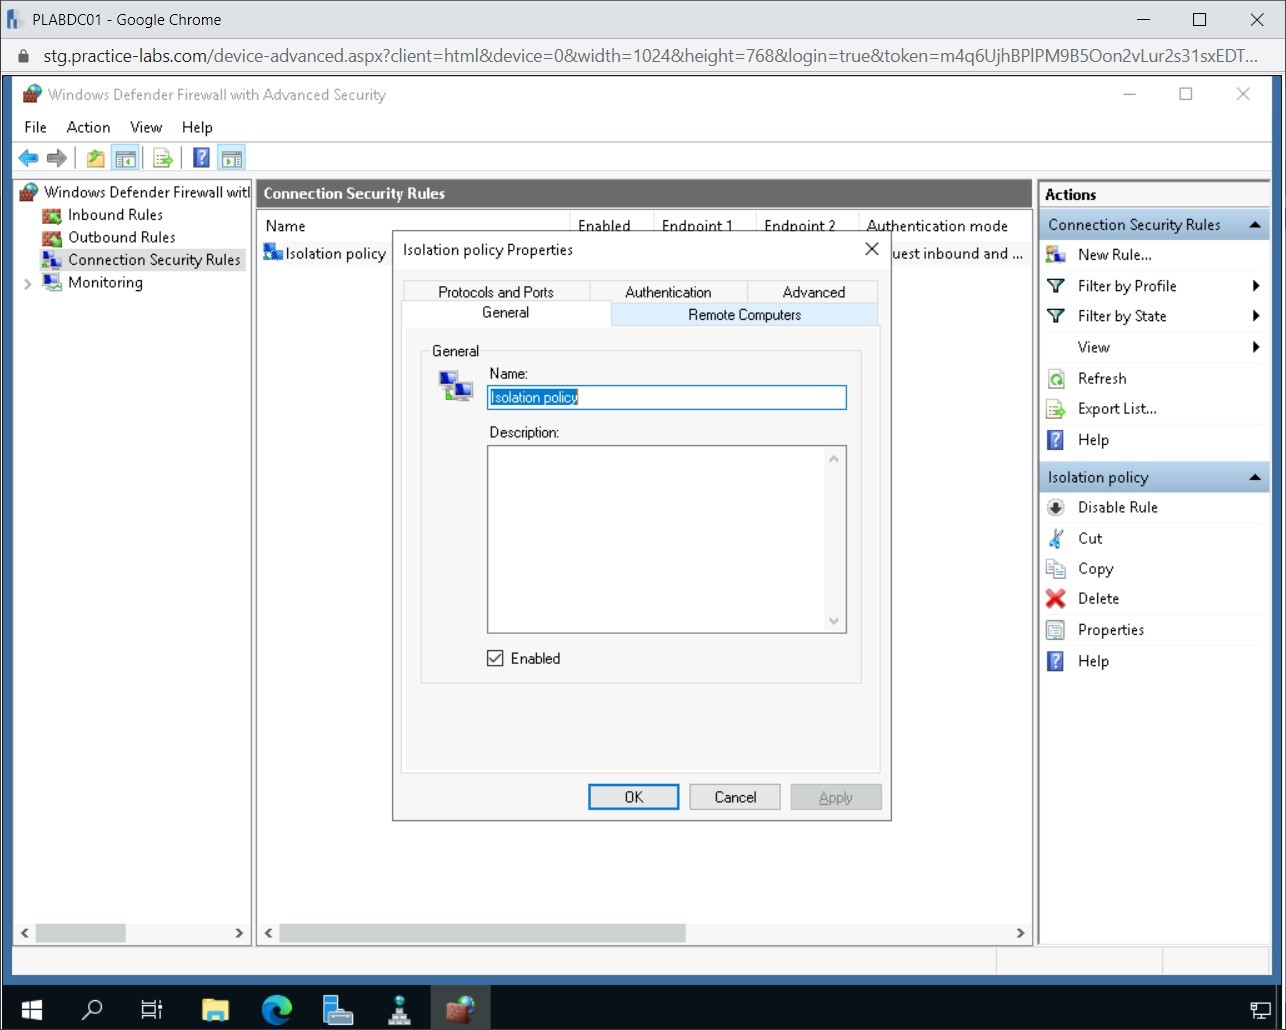 PLABDC01 - Google Chrome
stg.practice-labs.com/device-advanced.aspx?client=html&device=0&width=1024&height=768&login=true&token=m4q6UjhBPlPM9B5Oon2vLur2s31sxEDT...
Windows Defender Firewall with Advanced Security
File Action View Help
Windows Defender Firewall witl
Inbound Rules
Outbound Rules
Connection Security Rules
Monitoring
Connection Security Rules
Name Enabled Endpoint 1 Endpoint 2 Authentication mode
Isolation policy uest inbound and ...
Isolation policy Properties
Protocols and Ports Authentication Advanced
General Remote Computers
General
Name:
Isolation policy
Description:
Enabled
OK Cancel Apply
Actions
Connection Security Rules
New Rule...
Filter by Profile
Filter by State
View
Refresh
Export List...
Help
Isolation policy
Disable Rule
Cut
Copy
Delete
Properties
Help